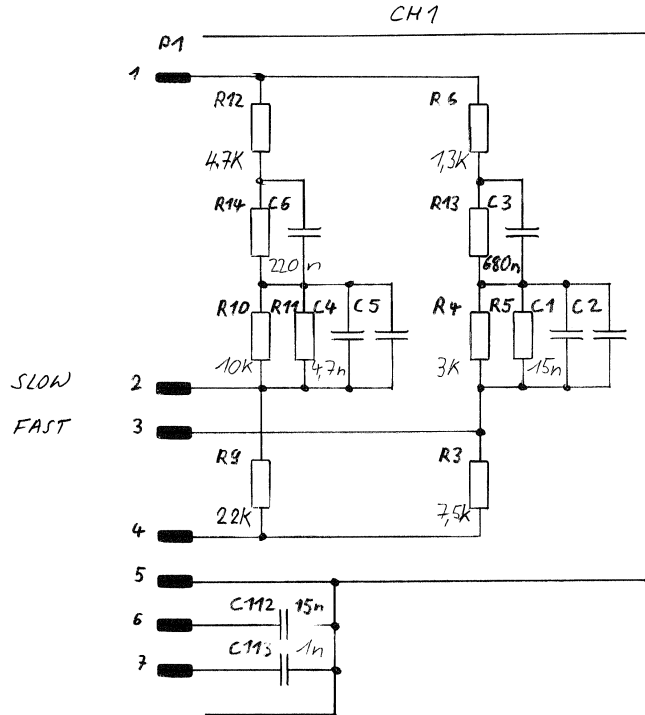 CH1
P1
1
R12
R6
4.7K
1,3K
R14 C6
R13 C3
220n
680n
R10 R11 C4 C5
R4 R5 C1 C2
10K 4,7n
3K 15n
SLOW 2
FAST 3
R9
R3
22K
7,5K
4
5
C112 15n
6
C113 1n
7